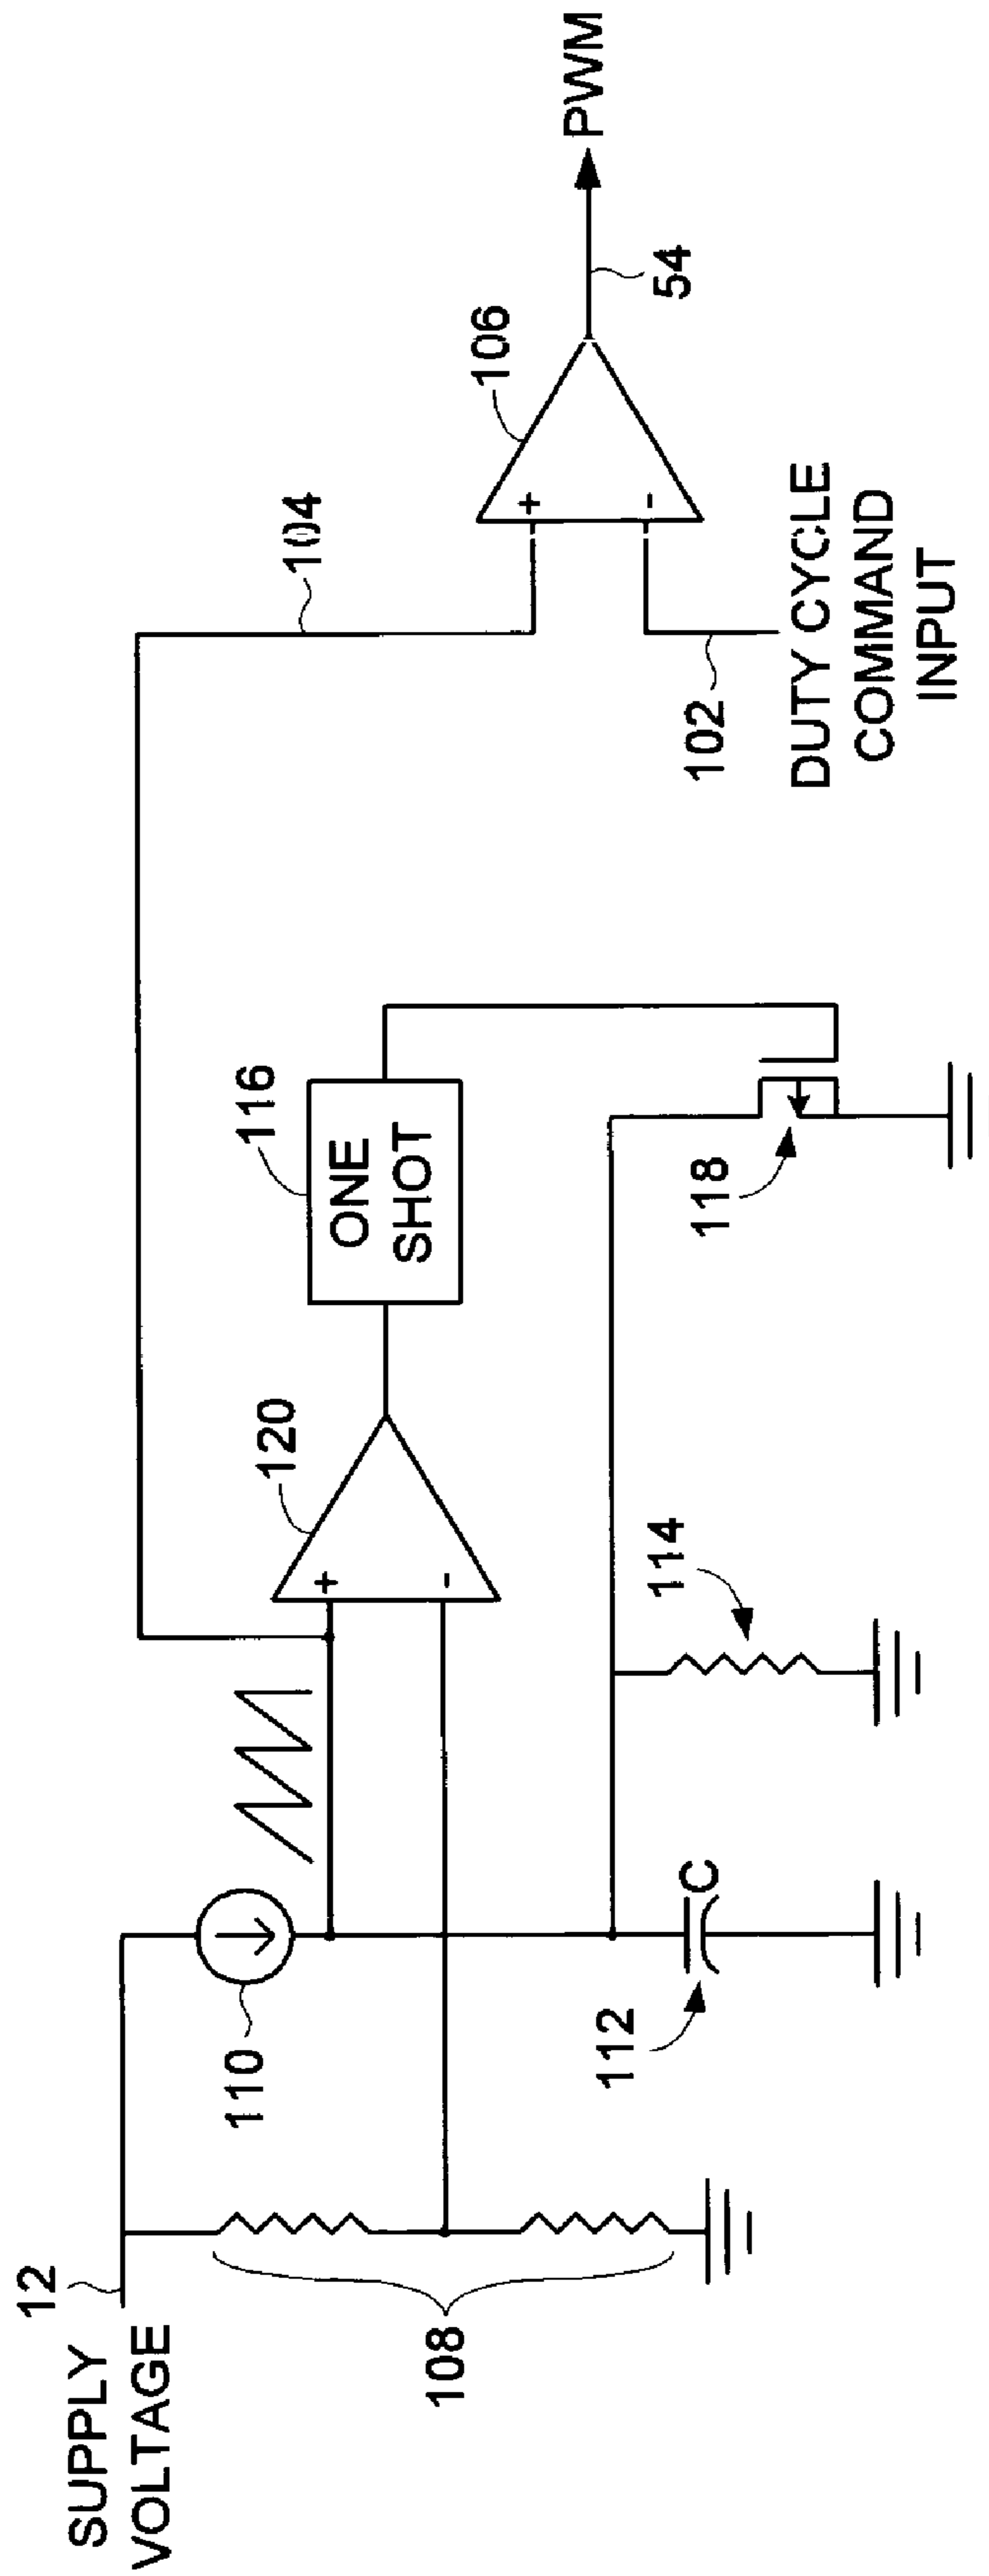 12
SUPPLY
VOLTAGE
108
110
112
C
114
+
-
120
ONE
SHOT
116
118
104
102
DUTY CYCLE
COMMAND
INPUT
+
-
106
54
PWM